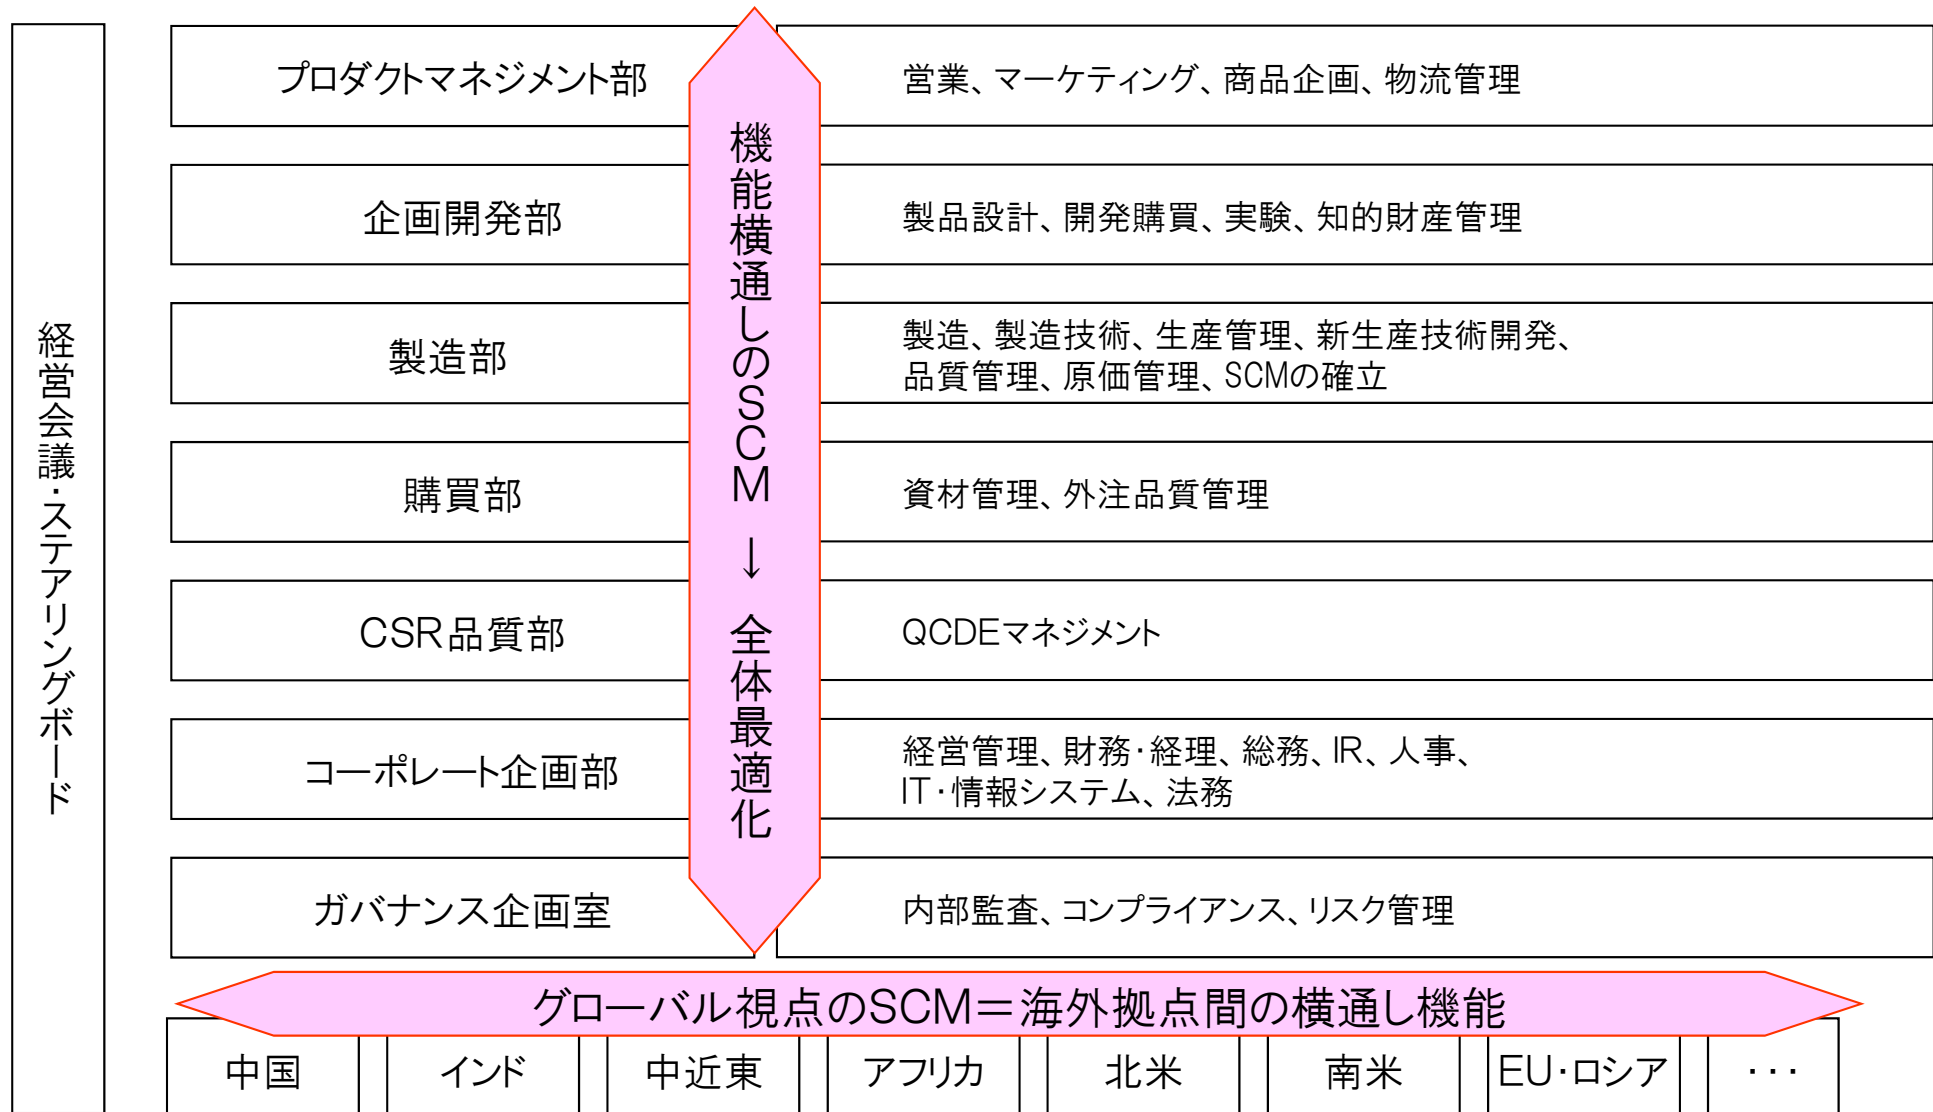 経営会議・ステアリングボード
プロダクトマネジメント部
営業、マーケティング、商品企画、物流管理
企画開発部
製品設計、開発購買、実験、知的財産管理
製造部
製造、製造技術、生産管理、新生産技術開発、
品質管理、原価管理、SCMの確立
購買部
資材管理、外注品質管理
CSR品質部
QCDEマネジメント
コーポレート企画部
経営管理、財務・経理、総務、IR、人事、
IT・情報システム、法務
ガバナンス企画室
内部監査、コンプライアンス、リスク管理
機能横通しのSCM → 全体最適化
グローバル視点のSCM＝海外拠点間の横通し機能
中国
インド
中近東
アフリカ
北米
南米
EU・ロシア
・・・